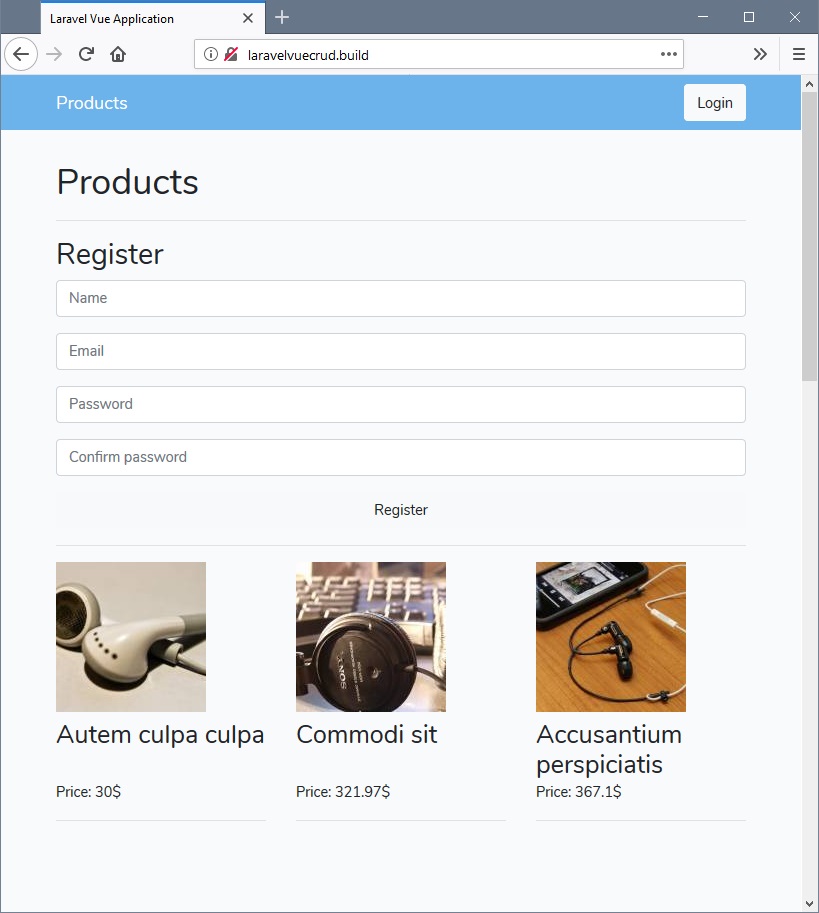 Laravel Vue Application
laravelvuecrud.build
Products
Login
Products
Register
Name
Email
Password
Confirm password
Register
SONY
Autem culpa culpa
Commodi sit
Accusantium
perspiciatis
Price: 30$
Price: 321.97$
Price: 367.1$